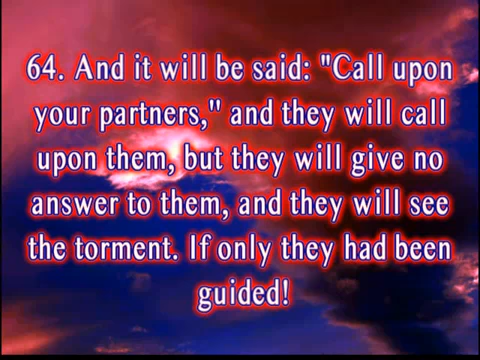 64. And it will be said: "Call upon
your partners," and they will call
upon them, but they will give no
answer to them, and they will see
the torment. If only they had been
guided!